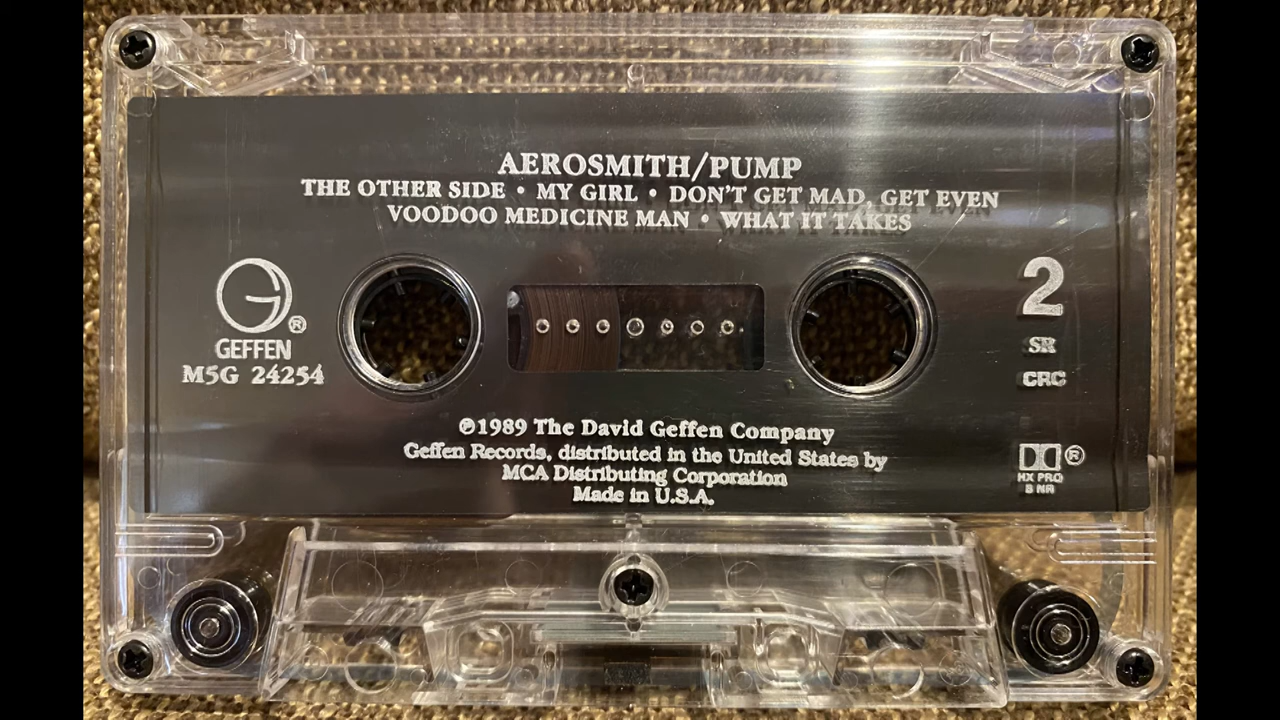 AEROSMITH/PUMP
THE OTHER SIDE • MY GIRL • DON'T GET MAD, GET EVEN
VOODOO MEDICINE MAN • WHAT IT TAKES
G®
GEFFEN
M5G 24254
2
SR
CRC
℗1989 The David Geffen Company
Geffen Records, distributed in the United States by
MCA Distributing Corporation
Made in U.S.A.
®
HX PRO
B NR